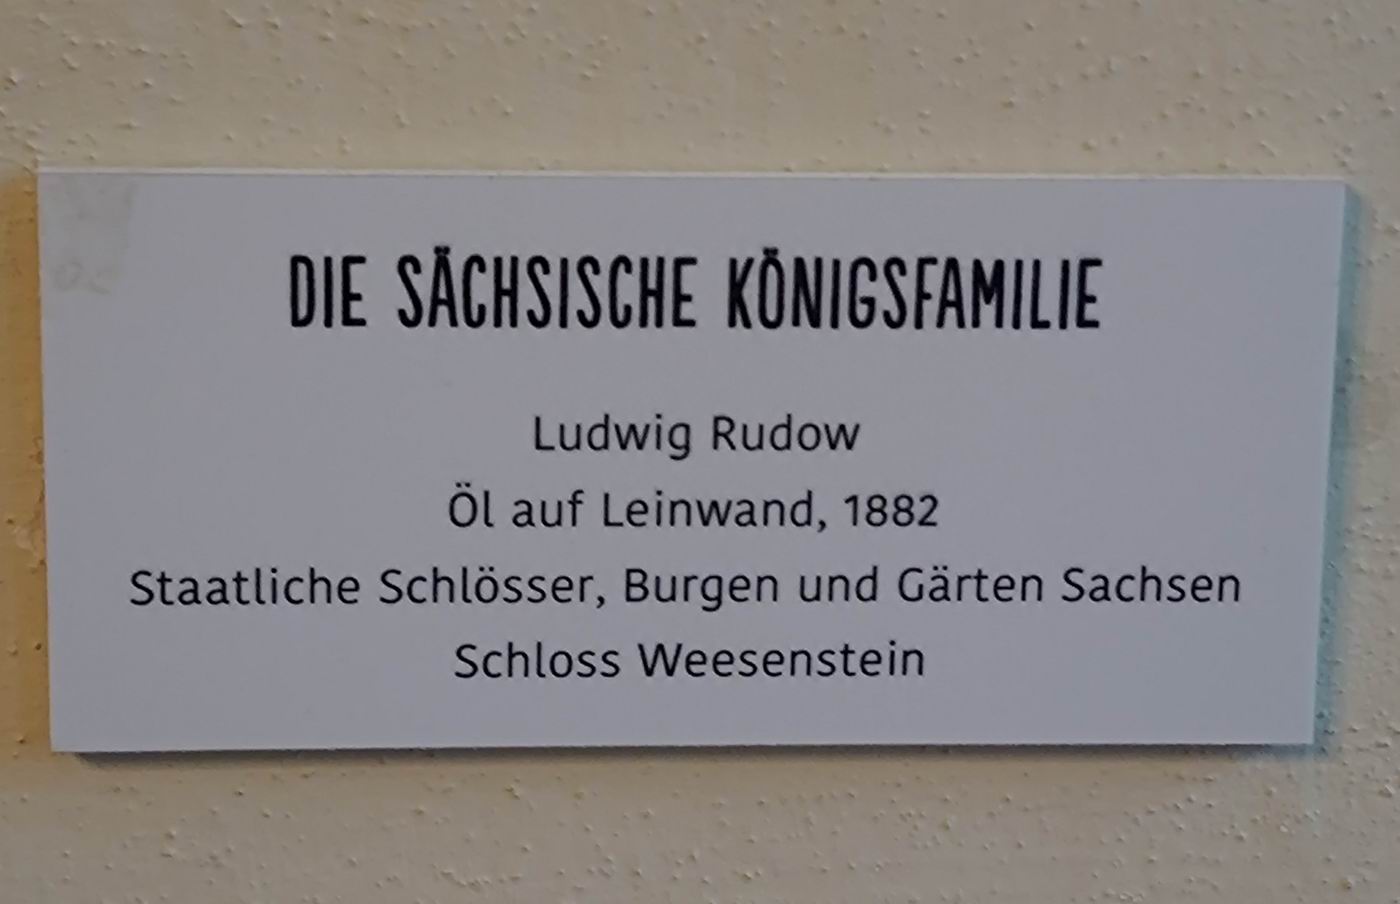 DIE SÄCHSISCHE KÖNIGSFAMILIE
Ludwig Rudow
Öl auf Leinwand, 1882
Staatliche Schlösser, Burgen und Gärten Sachsen
Schloss Weesenstein